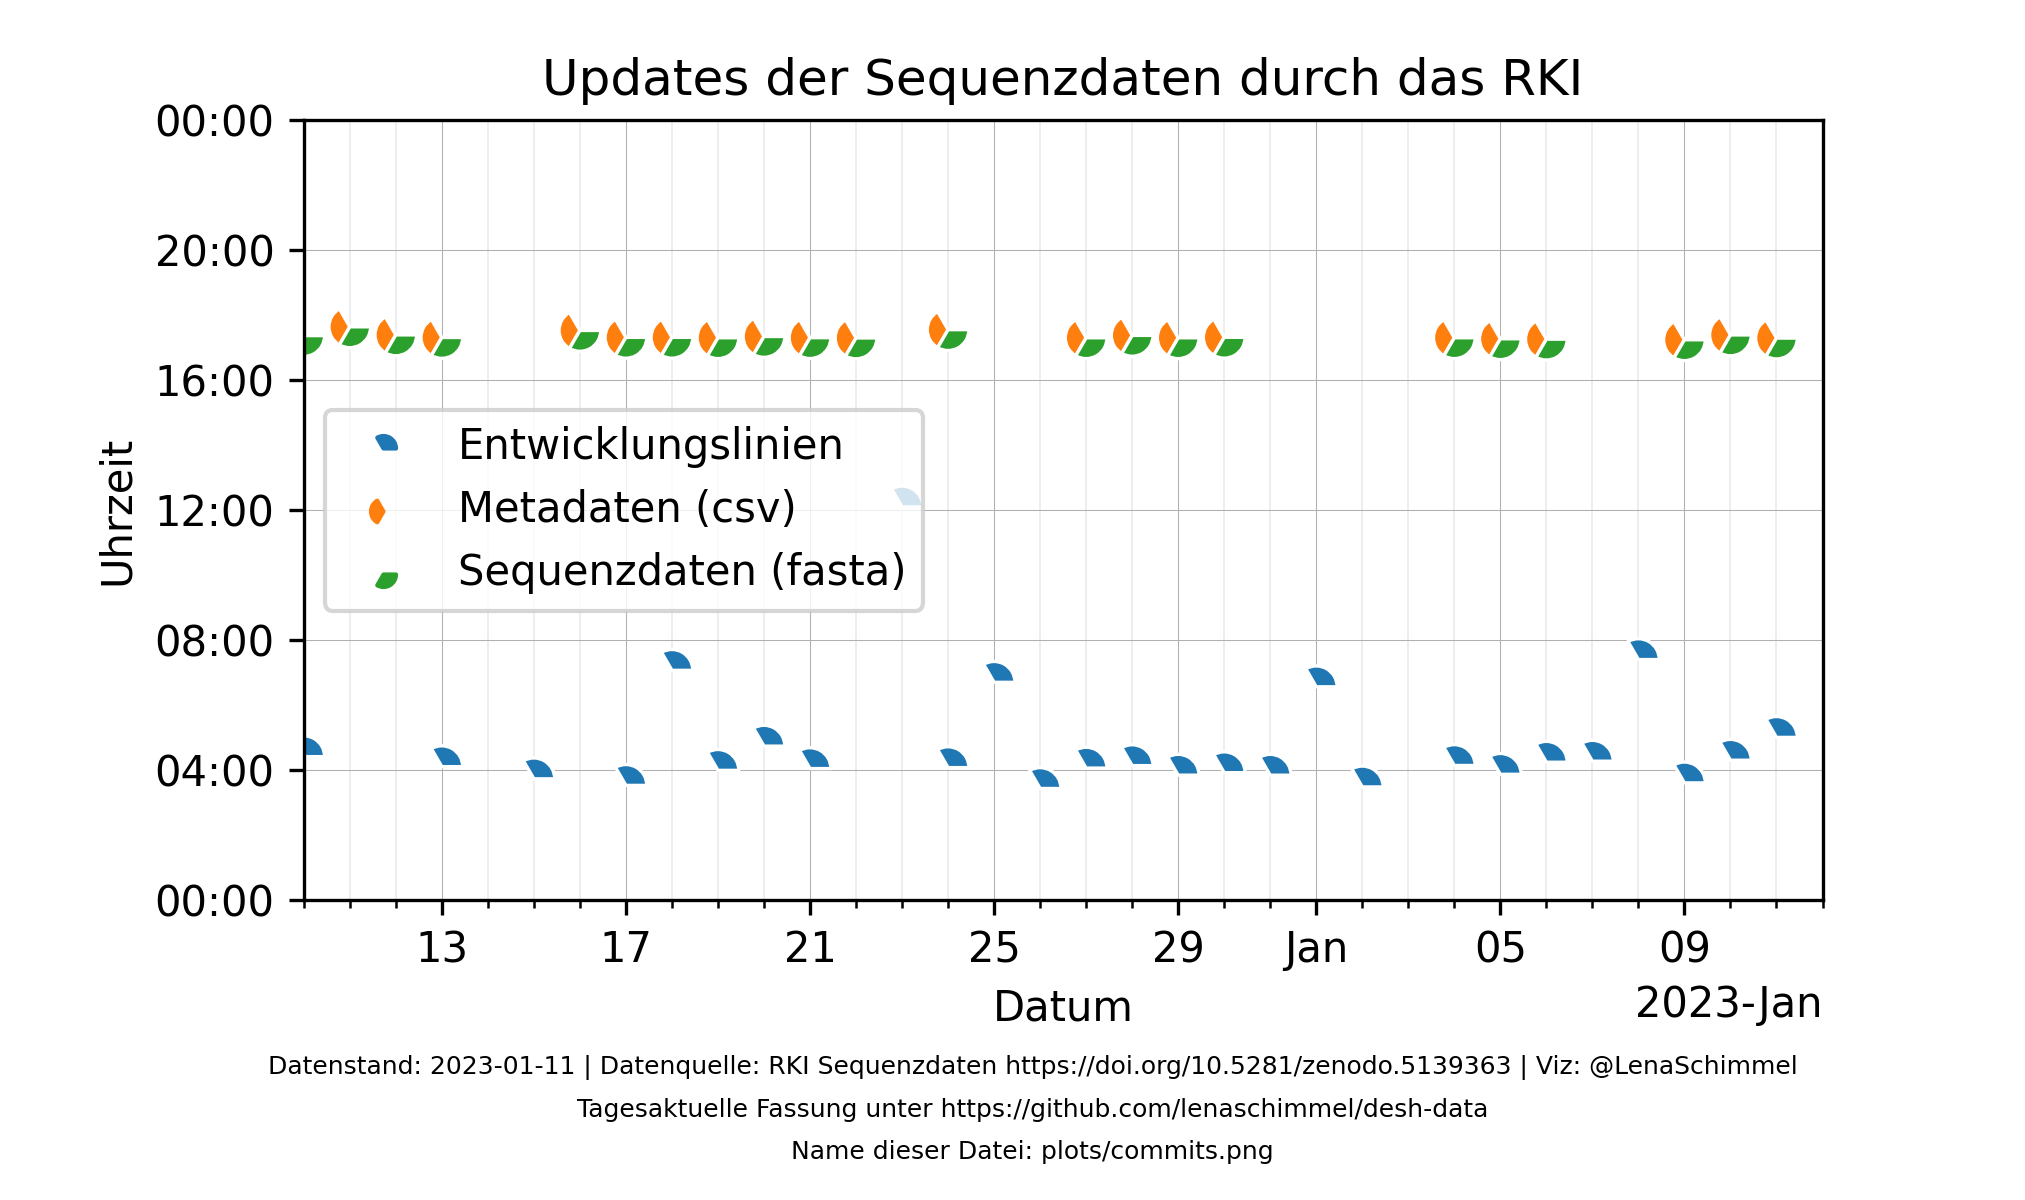 Updates der Sequenzdaten durch das RKI
00:00
20:00
16:00
12:00
08:00
04:00
00:00
Uhrzeit
Entwicklungslinien
Metadaten (csv)
Sequenzdaten (fasta)
13 17 21 25 29 Jan 05 09
Datum
2023-Jan
Datenstand: 2023-01-11 | Datenquelle: RKI Sequenzdaten https://doi.org/10.5281/zenodo.5139363 | Viz: @LenaSchimmel
Tagesaktuelle Fassung unter https://github.com/lenaschimmel/desh-data
Name dieser Datei: plots/commits.png